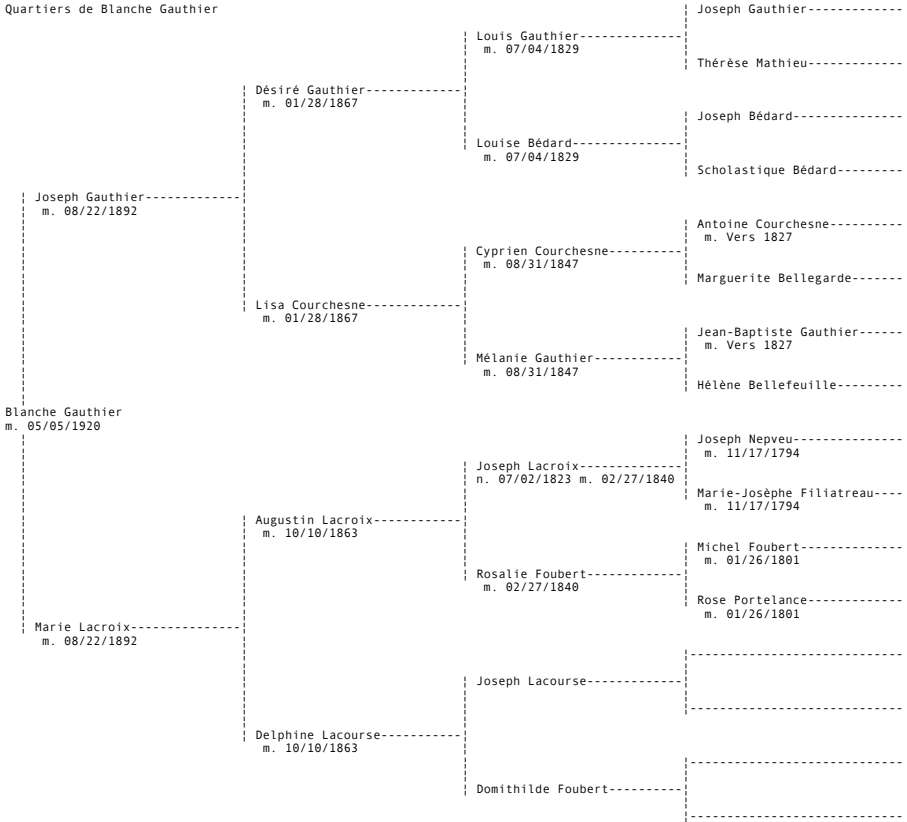 Quartiers de Blanche Gauthier
Joseph Gauthier
Louis Gauthier
m. 07/04/1829
Thérèse Mathieu
Désiré Gauthier
m. 01/28/1867
Joseph Bédard
Louise Bédard
m. 07/04/1829
Scholastique Bédard
Joseph Gauthier
m. 08/22/1892
Antoine Courchesne
m. Vers 1827
Cyprien Courchesne
m. 08/31/1847
Marguerite Bellegarde
Lisa Courchesne
m. 01/28/1867
Jean-Baptiste Gauthier
m. Vers 1827
Mélanie Gauthier
m. 08/31/1847
Hélène Bellefeuille
Blanche Gauthier
m. 05/05/1920
Joseph Nepveu
m. 11/17/1794
Joseph Lacroix
n. 07/02/1823 m. 02/27/1840
Marie-Josèphe Filiatreau
m. 11/17/1794
Augustin Lacroix
m. 10/10/1863
Michel Foubert
m. 01/26/1801
Rosalie Foubert
m. 02/27/1840
Rose Portelance
m. 01/26/1801
Marie Lacroix
m. 08/22/1892
Joseph Lacourse
Delphine Lacourse
m. 10/10/1863
Domithilde Foubert